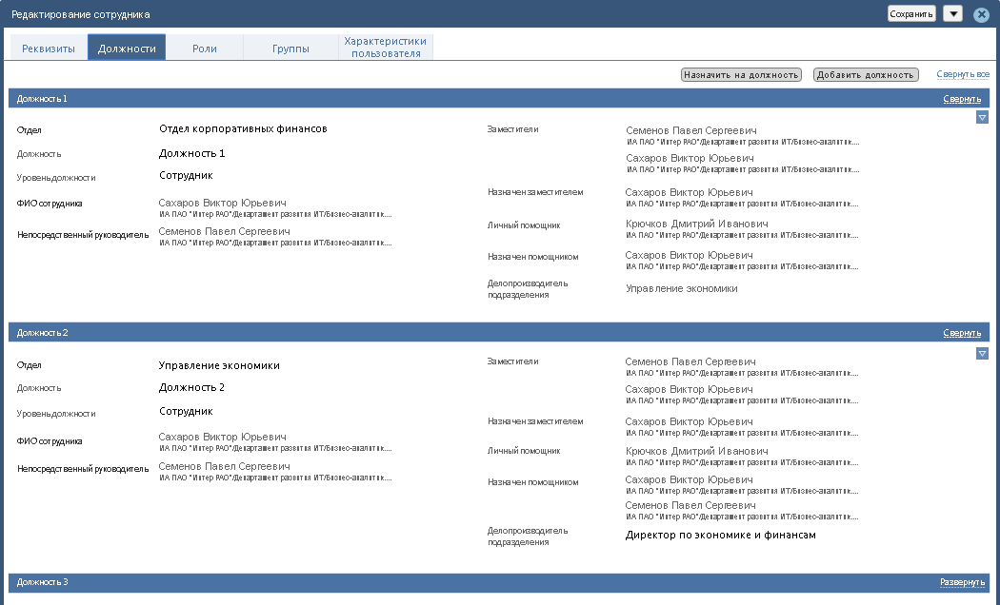 Редактирование сотрудника
Сохранить
Реквизиты
Должности
Роли
Группы
Характеристики
пользователя
Назначить на должность
Добавить должность
Свернуть все
Должность 1
Свернуть
Отдел
Отдел корпоративных финансов
Должность
Должность 1
Уровень должности
Сотрудник
ФИО сотрудника
Сахаров Виктор Юрьевич
ИА ПАО "Интер РАО"/Департамент развития ИТ/Бизнес-аналитик....
Непосредственный руководитель
Семенов Павел Сергеевич
ИА ПАО "Интер РАО"/Департамент развития ИТ/Бизнес-аналитик....
Заместители
Семенов Павел Сергеевич
ИА ПАО "Интер РАО"/Департамент развития ИТ/Бизнес-аналитик....
Сахаров Виктор Юрьевич
ИА ПАО "Интер РАО"/Департамент развития ИТ/Бизнес-аналитик....
Назначен заместителем
Сахаров Виктор Юрьевич
ИА ПАО "Интер РАО"/Департамент развития ИТ/Бизнес-аналитик....
Личный помощник
Крючков Дмитрий Иванович
ИА ПАО "Интер РАО"/Департамент развития ИТ/Бизнес-аналитик....
Назначен помощником
Сахаров Виктор Юрьевич
ИА ПАО "Интер РАО"/Департамент развития ИТ/Бизнес-аналитик....
Делопроизводитель
подразделения
Управление экономики
Должность 2
Свернуть
Отдел
Управление экономики
Должность
Должность 2
Уровень должности
Сотрудник
ФИО сотрудника
Сахаров Виктор Юрьевич
ИА ПАО "Интер РАО"/Департамент развития ИТ/Бизнес-аналитик....
Непосредственный руководитель
Семенов Павел Сергеевич
ИА ПАО "Интер РАО"/Департамент развития ИТ/Бизнес-аналитик....
Заместители
Семенов Павел Сергеевич
ИА ПАО "Интер РАО"/Департамент развития ИТ/Бизнес-аналитик....
Сахаров Виктор Юрьевич
ИА ПАО "Интер РАО"/Департамент развития ИТ/Бизнес-аналитик....
Назначен заместителем
Сахаров Виктор Юрьевич
ИА ПАО "Интер РАО"/Департамент развития ИТ/Бизнес-аналитик....
Личный помощник
Крючков Дмитрий Иванович
ИА ПАО "Интер РАО"/Департамент развития ИТ/Бизнес-аналитик....
Назначен помощником
Сахаров Виктор Юрьевич
ИА ПАО "Интер РАО"/Департамент развития ИТ/Бизнес-аналитик....
Семенов Павел Сергеевич
ИА ПАО "Интер РАО"/Департамент развития ИТ/Бизнес-аналитик....
Делопроизводитель
подразделения
Директор по экономике и финансам
Должность 3
Развернуть